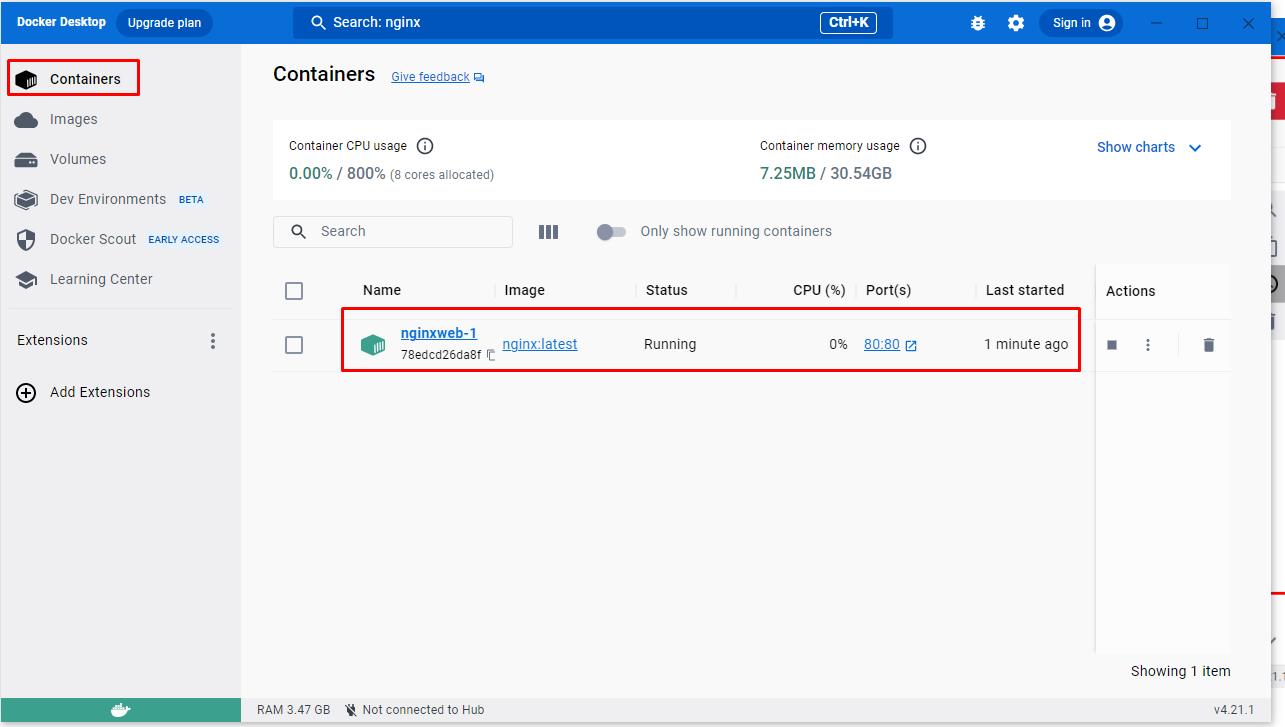 Docker Desktop Upgrade plan Search: nginx Ctrl+K Sign in
Containers
Images
Volumes
Dev Environments BETA
Docker Scout EARLY ACCESS
Learning Center
Extensions
Add Extensions
Containers Give feedback
Container CPU usage
0.00% / 800% (8 cores allocated)
Container memory usage
7.25MB / 30.54GB
Show charts
Search
Only show running containers
Name Image Status CPU (%) Port(s) Last started Actions
nginxweb-1
78edcd26da8f
nginx:latest Running 0% 80:80 1 minute ago
Showing 1 item
RAM 3.47 GB Not connected to Hub v4.21.1